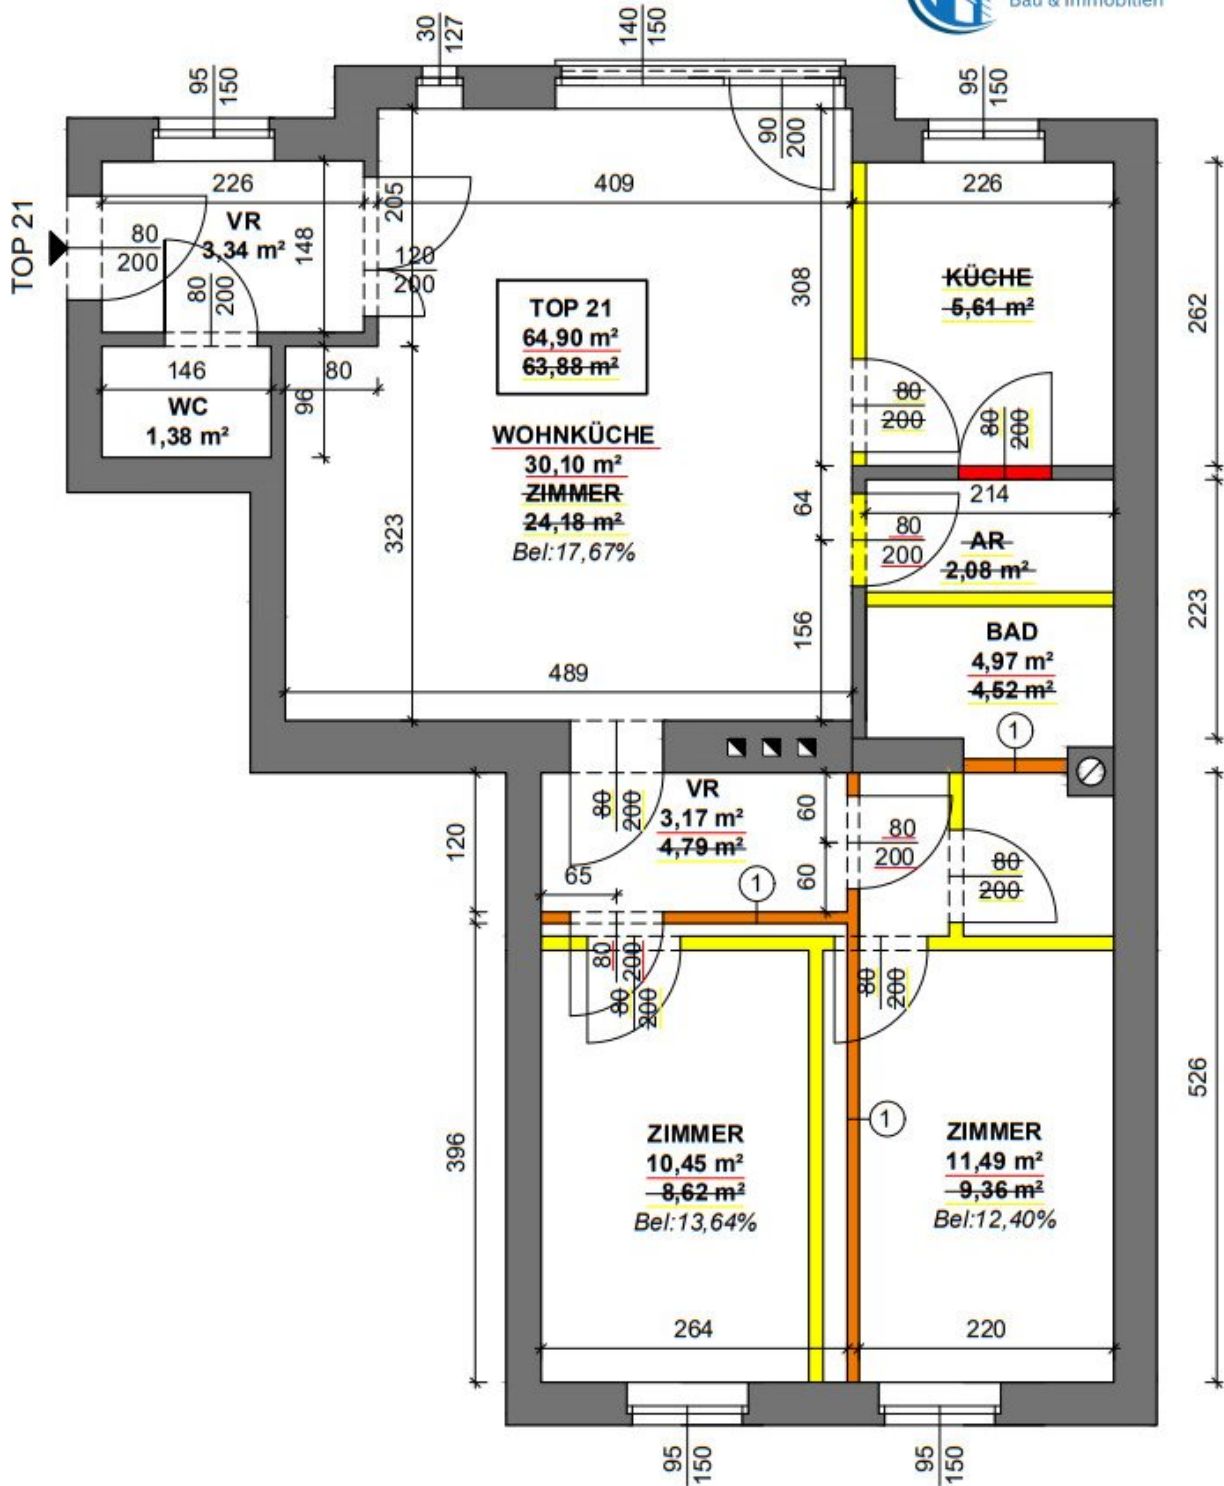 Bau & Immobilien
30
127
140
150
95
150
95
150
90
200
TOP 21
226
205
409
226
VR
3,34 m²
148
80
200
80
200
120
200
308
KÜCHE
5,61 m²
262
TOP 21
64,90 m²
63,88 m²
146
80
96
WC
1,38 m²
80
200
80
200
WOHNKÜCHE
30,10 m²
ZIMMER
24,18 m²
Bel:17,67%
323
64
214
80
200
AR
2,08 m²
223
156
BAD
4,97 m²
4,52 m²
489
1
80
200
VR
3,17 m²
4,79 m²
60
60
80
200
80
200
120
65
1
80
200
80
200
80
200
526
396
1
ZIMMER
10,45 m²
8,62 m²
Bel:13,64%
ZIMMER
11,49 m²
9,36 m²
Bel:12,40%
264
220
95
150
95
150